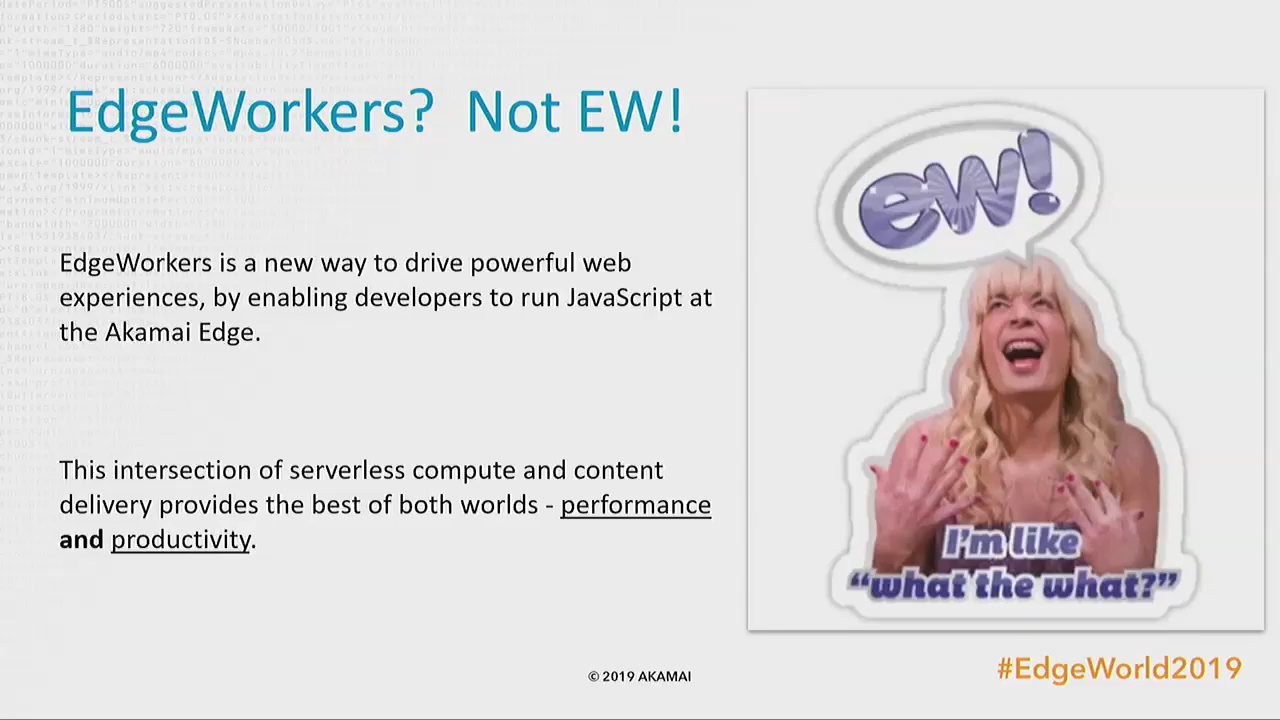 EdgeWorkers? Not EW!
ew!
EdgeWorkers is a new way to drive powerful web
experiences, by enabling developers to run JavaScript at
the Akamai Edge.
This intersection of serverless compute and content
delivery provides the best of both worlds - performance
and productivity.
I'm like
“what the what?”
© 2019 AKAMAI
#EdgeWorld2019